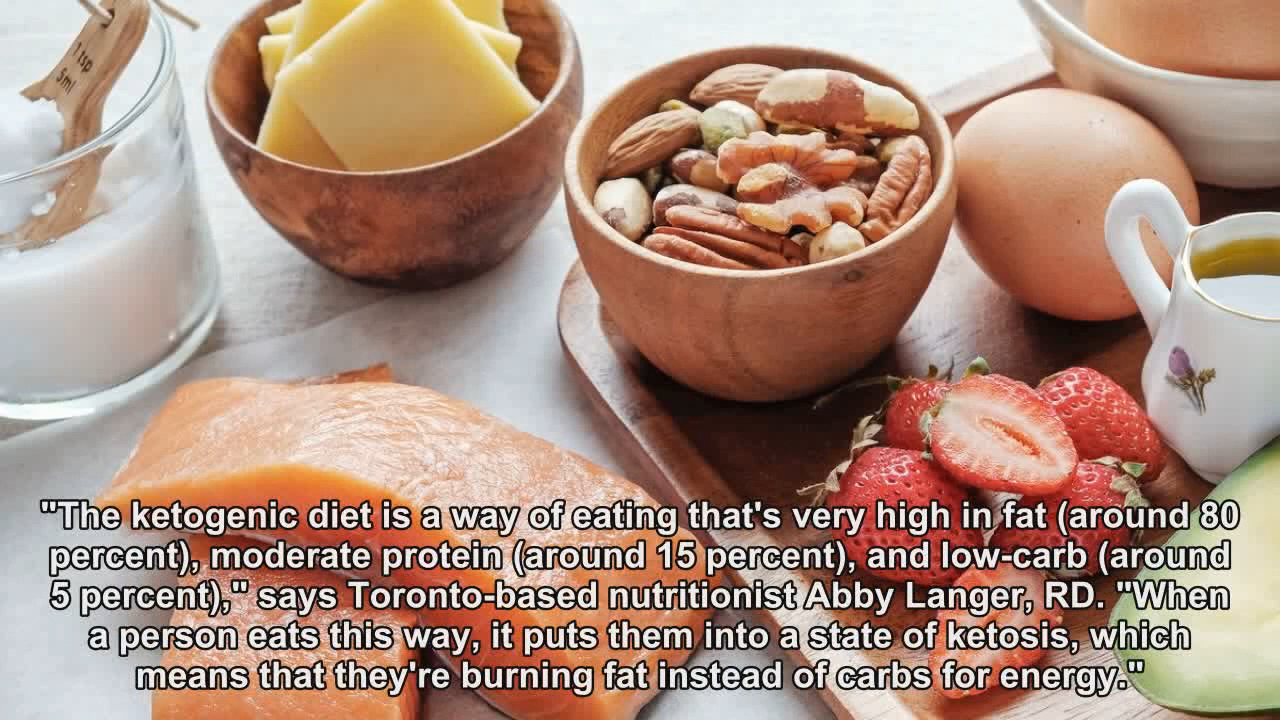 1 tsp
5ml
"The ketogenic diet is a way of eating that's very high in fat (around 80
percent), moderate protein (around 15 percent), and low-carb (around
5 percent)," says Toronto-based nutritionist Abby Langer, RD. "When
a person eats this way, it puts them into a state of ketosis, which
means that they're burning fat instead of carbs for energy."